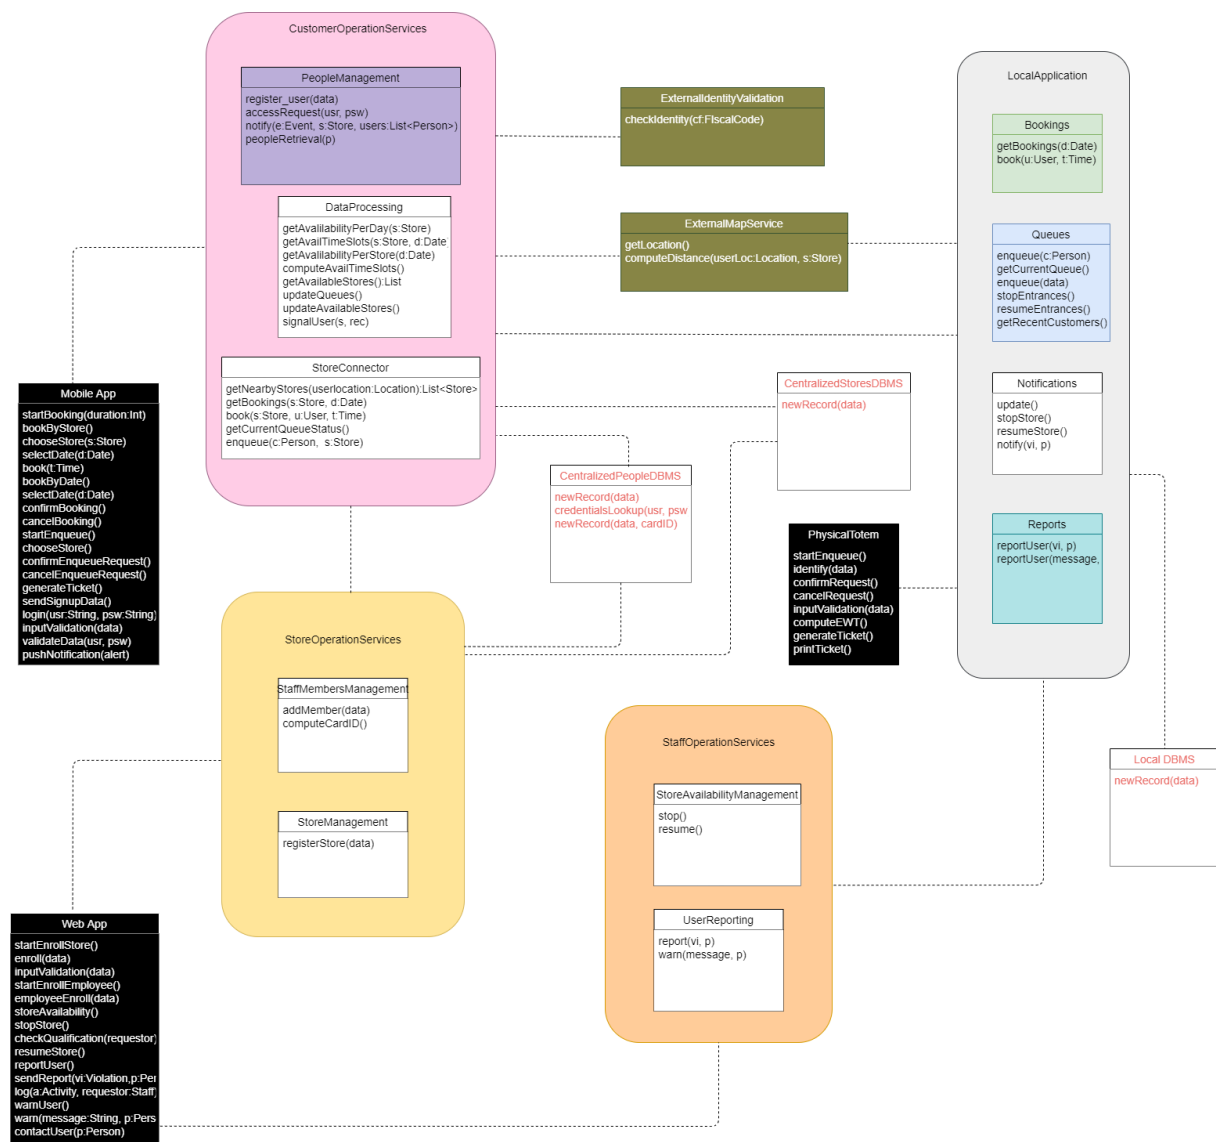 CustomerOperationServices
PeopleManagement
register_user(data)
accessRequest(usr, psw)
notify(e:Event, s:Store, users:List<Person>)
peopleRetrieval(p)
DataProcessing
getAvalilabilityPerDay(s:Store)
getAvailTimeSlots(s:Store, d:Date)
getAvalilabilityPerStore(d:Date)
computeAvailTimeSlots()
getAvailableStores():List
updateQueues()
updateAvailableStores()
signalUser(s, rec)
StoreConnector
getNearbyStores(userlocation:Location):List<Store>
getBookings(s:Store, d:Date)
book(s:Store, u:User, t:Time)
getCurrentQueueStatus()
enqueue(c:Person,  s:Store)
ExternalIdentityValidation
checkIdentity(cf:FIscalCode)
ExternalMapService
getLocation()
computeDistance(userLoc:Location, s:Store)
LocalApplication
Bookings
getBookings(d:Date)
book(u:User, t:Time)
Queues
enqueue(c:Person)
getCurrentQueue()
enqueue(data)
stopEntrances()
resumeEntrances()
getRecentCustomers()
Notifications
update()
stopStore()
resumeStore()
notify(vi, p)
Reports
reportUser(vi, p)
reportUser(message,
Mobile App
startBooking(duration:Int)
bookByStore()
chooseStore(s:Store)
selectDate(d:Date)
book(t:Time)
bookByDate()
selectDate(d:Date)
confirmBooking()
cancelBooking()
startEnqueue()
chooseStore()
confirmEnqueueRequest()
cancelEnqueueRequest()
generateTicket()
sendSignupData()
login(usr:String, psw:String)
inputValidation(data)
validateData(usr, psw)
pushNotification(alert)
CentralizedStoresDBMS
newRecord(data)
CentralizedPeopleDBMS
newRecord(data)
credentialsLookup(usr, psw
newRecord(data, cardID)
PhysicalTotem
startEnqueue()
identify(data)
confirmRequest()
cancelRequest()
inputValidation(data)
computeEWT()
generateTicket()
printTicket()
StoreOperationServices
StaffMembersManagement
addMember(data)
computeCardID()
StoreManagement
registerStore(data)
StaffOperationServices
StoreAvailabilityManagement
stop()
resume()
UserReporting
report(vi, p)
warn(message, p)
Local DBMS
newRecord(data)
Web App
startEnrollStore()
enroll(data)
inputValidation(data)
startEnrollEmployee()
employeeEnroll(data)
storeAvailability()
stopStore()
checkQualification(requestor)
resumeStore()
reportUser()
sendReport(vi:Violation,p:Per
log(a:Activity, requestor:Staff)
warnUser()
warn(message:String, p:Pers
contactUser(p:Person)